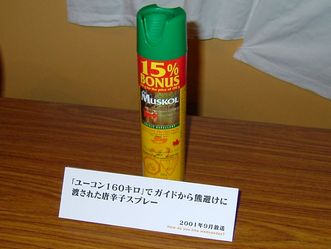 15%
BONUS
MUSKOL
「ユーコン160キロ」でガイドから熊避けに
渡された唐辛子スプレー
2001年9月放送